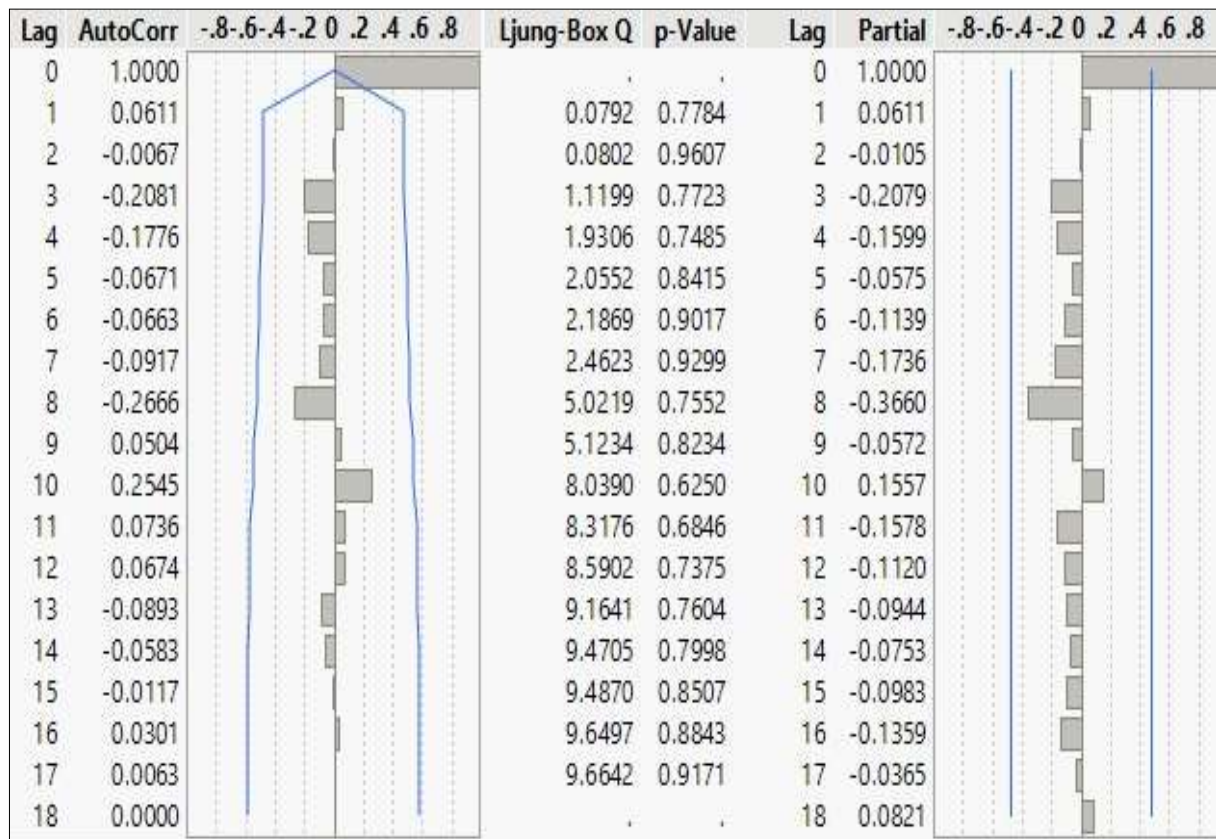 Lag AutoCorr -.8-.6-.4-.2 0 .2 .4 .6 .8 Ljung-Box Q p-Value Lag Partial -.8-.6-.4-.2 0 .2 .4 .6 .8
0 1.0000 . . 0 1.0000
1 0.0611 0.0792 0.7784 1 0.0611
2 -0.0067 0.0802 0.9607 2 -0.0105
3 -0.2081 1.1199 0.7723 3 -0.2079
4 -0.1776 1.9306 0.7485 4 -0.1599
5 -0.0671 2.0552 0.8415 5 -0.0575
6 -0.0663 2.1869 0.9017 6 -0.1139
7 -0.0917 2.4623 0.9299 7 -0.1736
8 -0.2666 5.0219 0.7552 8 -0.3660
9 0.0504 5.1234 0.8234 9 -0.0572
10 0.2545 8.0390 0.6250 10 0.1557
11 0.0736 8.3176 0.6846 11 -0.1578
12 0.0674 8.5902 0.7375 12 -0.1120
13 -0.0893 9.1641 0.7604 13 -0.0944
14 -0.0583 9.4705 0.7998 14 -0.0753
15 -0.0117 9.4870 0.8507 15 -0.0983
16 0.0301 9.6497 0.8843 16 -0.1359
17 0.0063 9.6642 0.9171 17 -0.0365
18 0.0000 . . 18 0.0821